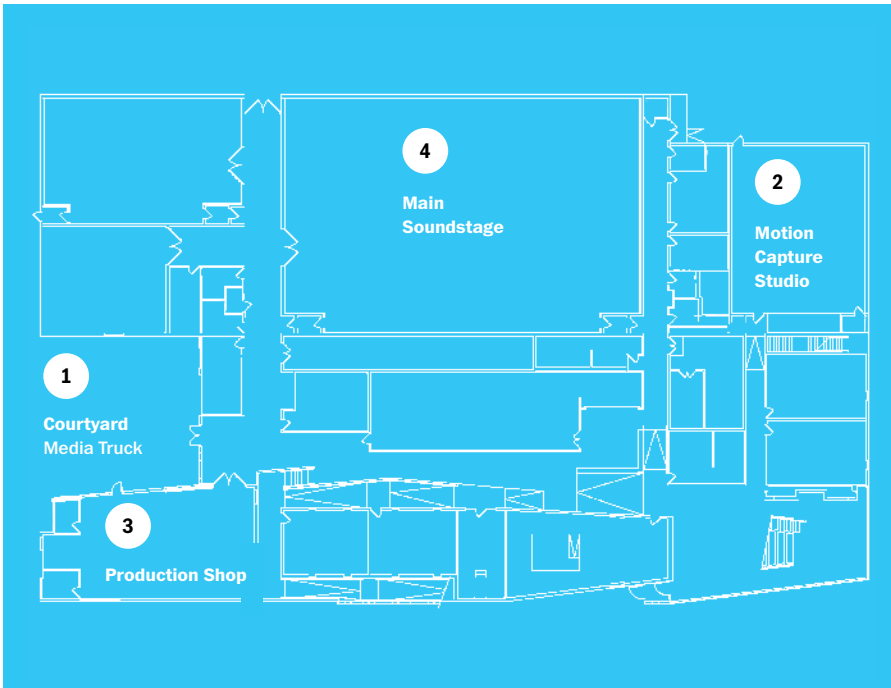 4
Main
Soundstage
2
Motion
Capture
Studio
1
Courtyard
Media Truck
3
Production Shop